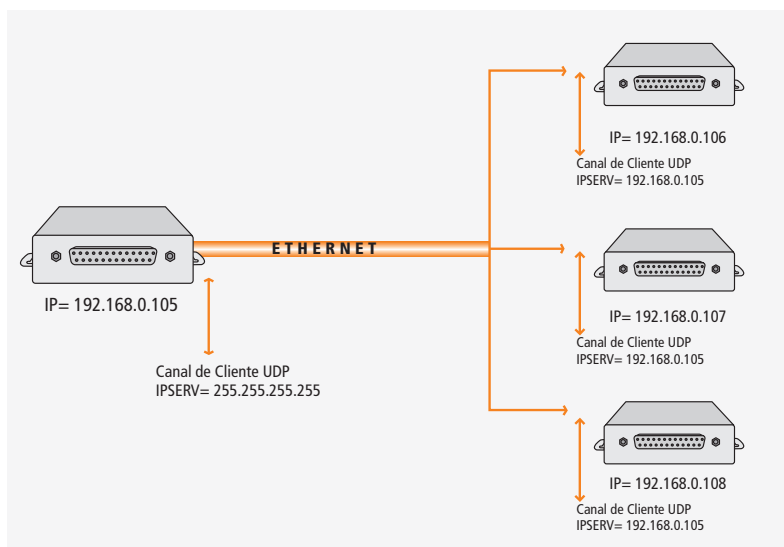 IP= 192.168.0.106
Canal de Cliente UDP
IPSERV= 192.168.0.105
ETHERNET
IP= 192.168.0.105
Canal de Cliente UDP
IPSERV= 255.255.255.255
IP= 192.168.0.107
Canal de Cliente UDP
IPSERV= 192.168.0.105
IP= 192.168.0.108
Canal de Cliente UDP
IPSERV= 192.168.0.105